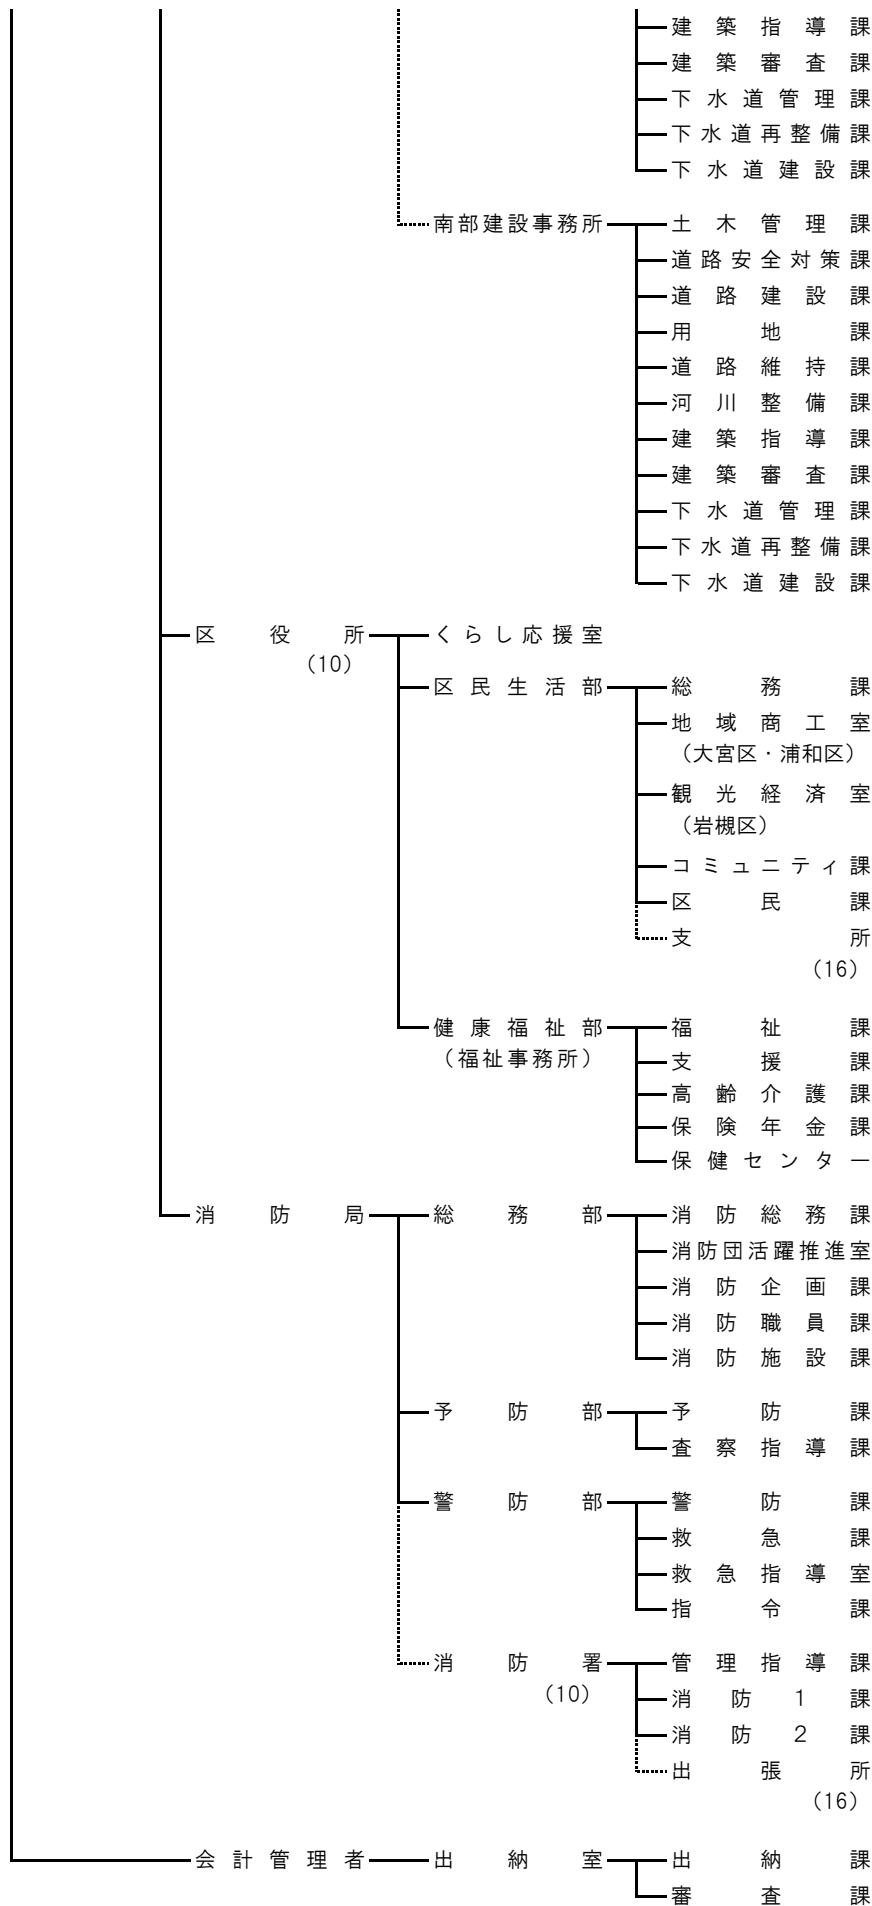 建築指導課
建築審査課
下水道管理課
下水道再整備課
下水道建設課
南部建設事務所 土木管理課
道路安全対策課
道路建設課
用地課
道路維持課
河川整備課
建築指導課
建築審査課
下水道管理課
下水道再整備課
下水道建設課
区役所 くらし応援室
（10）
区民生活部 総務課
地域商工室
（大宮区・浦和区）
観光経済室
（岩槻区）
コミュニティ課
区民課
支所
（16）
健康福祉部 福祉課
（福祉事務所） 支援課
高齢介護課
保険年金課
保健センター
消防局 総務部 消防総務課
消防団活躍推進室
消防企画課
消防職員課
消防施設課
予防部 予防課
査察指導課
警防部 警防課
救急課
救急指導室
指令課
消防署 管理指導課
（10） 消防１課
消防２課
出張所
（16）
会計管理者 出納室 出納課
審査課